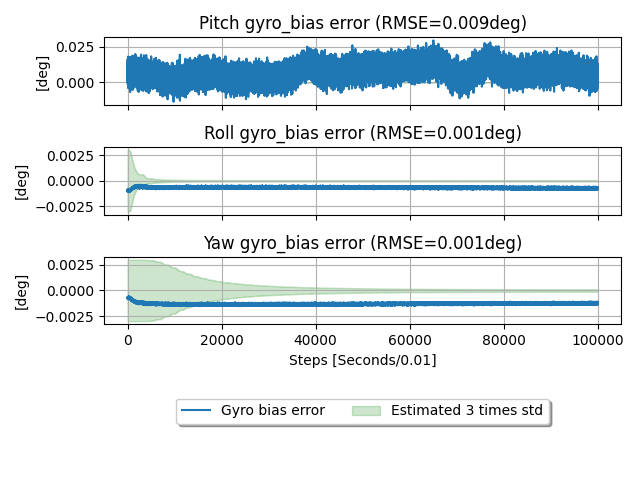 Pitch gyro_bias error (RMSE=0.009deg)
0.025
0.000
[deg]
Roll gyro_bias error (RMSE=0.001deg)
0.0025
0.0000
−0.0025
[deg]
Yaw gyro_bias error (RMSE=0.001deg)
0.0025
0.0000
−0.0025
[deg]
0 20000 40000 60000 80000 100000
Steps [Seconds/0.01]
Gyro bias error Estimated 3 times std